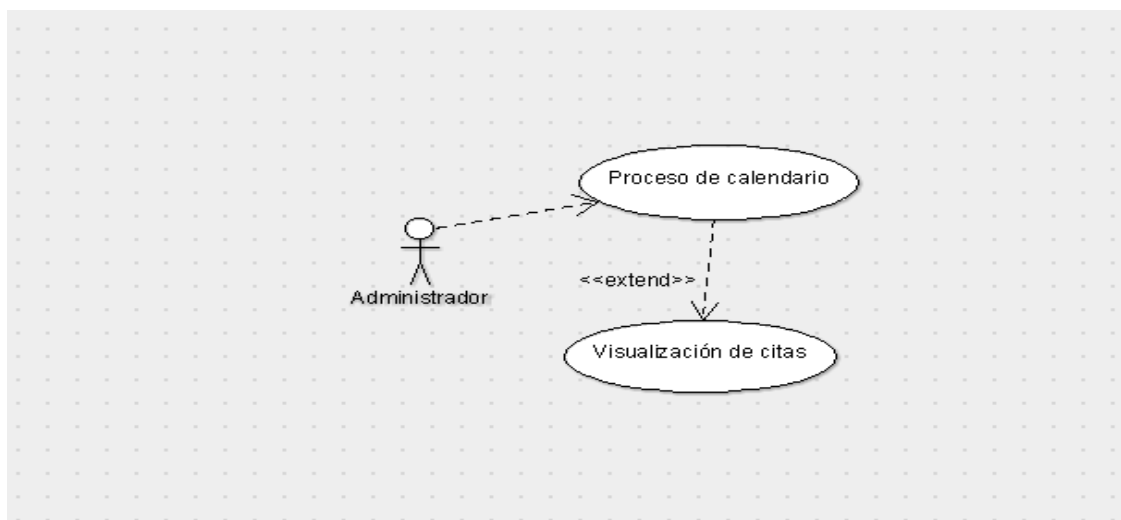 Proceso de calendario
<<extend>>
Administrador
Visualización de citas